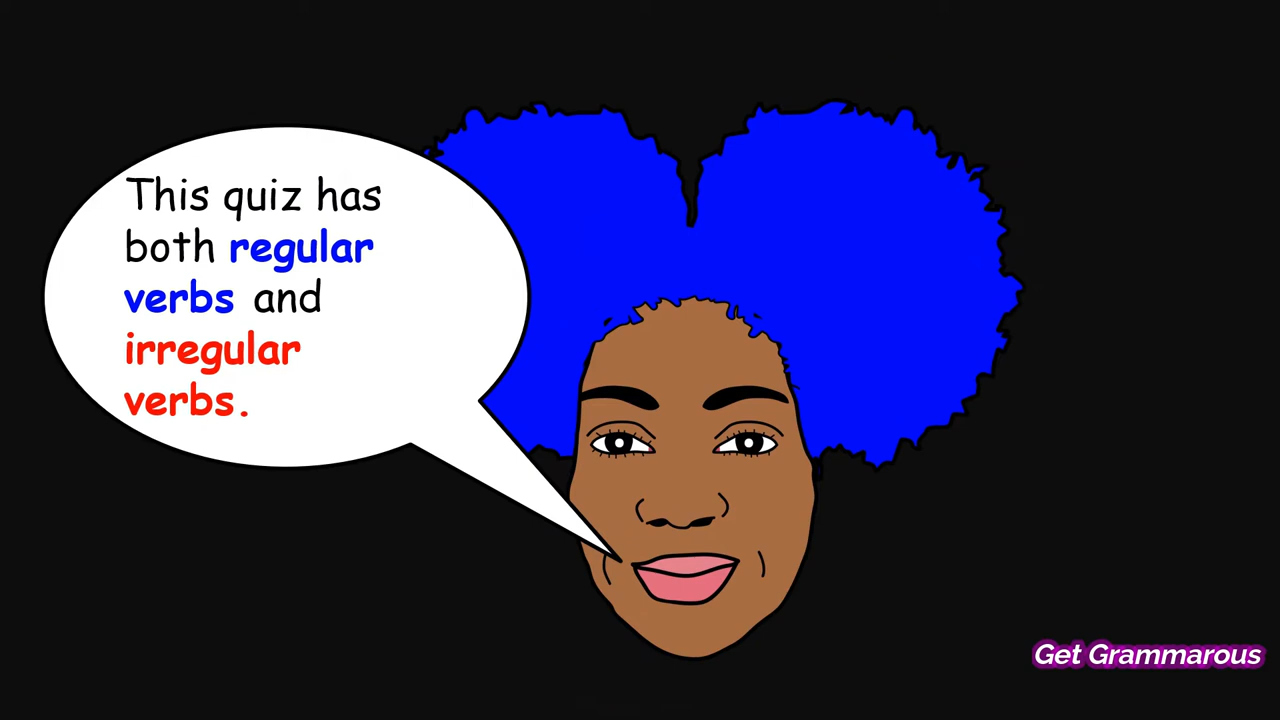 This quiz has
both regular
verbs and
irregular
verbs.
Get Grammarous